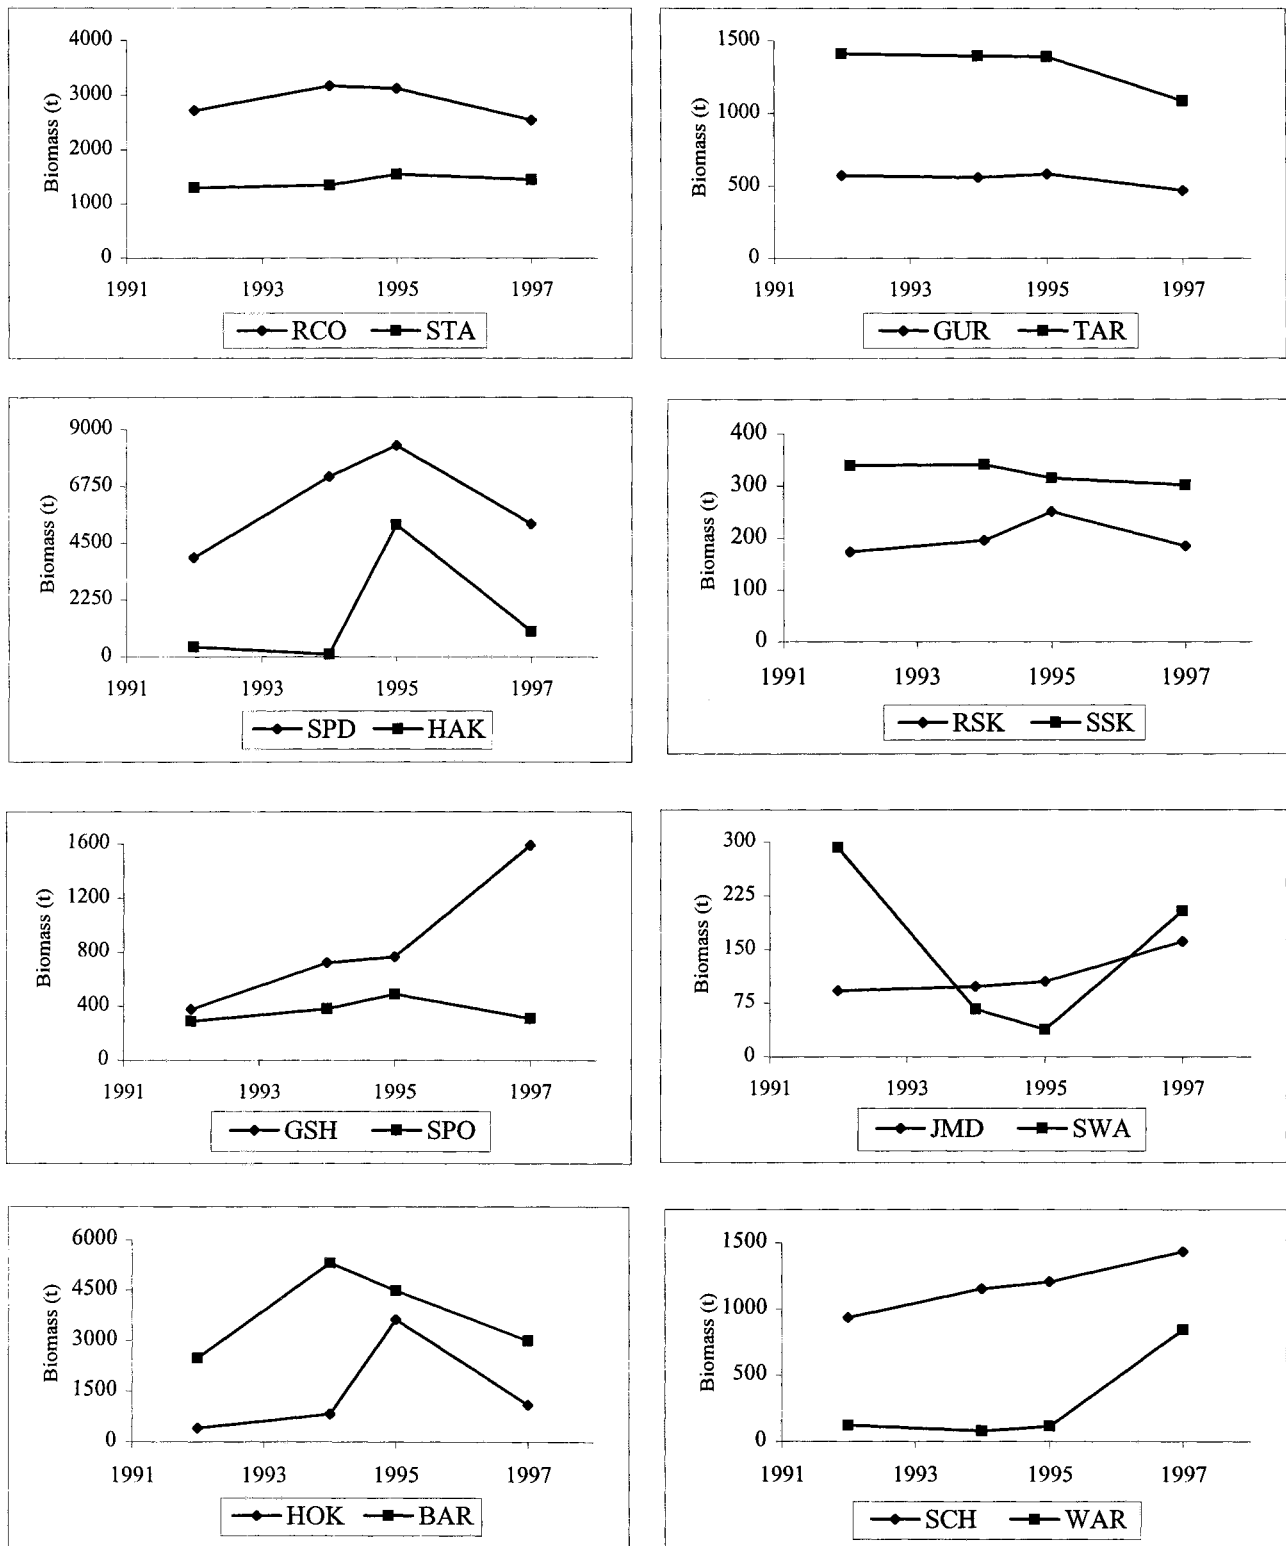 4000
3000
2000
1000
0
Biomass (t)
1991 1993 1995 1997
RCO STA
1500
1000
500
0
Biomass (t)
1991 1993 1995 1997
GUR TAR
9000
6750
4500
2250
0
Biomass (t)
1991 1993 1995 1997
SPD HAK
400
300
200
100
0
Biomass (t)
1991 1993 1995 1997
RSK SSK
1600
1200
800
400
0
Biomass (t)
1991 1993 1995 1997
GSH SPO
300
225
150
75
0
Biomass (t)
1991 1993 1995 1997
JMD SWA
6000
4500
3000
1500
0
Biomass (t)
1991 1993 1995 1997
HOK BAR
1500
1000
500
0
Biomass (t)
1991 1993 1995 1997
SCH WAR